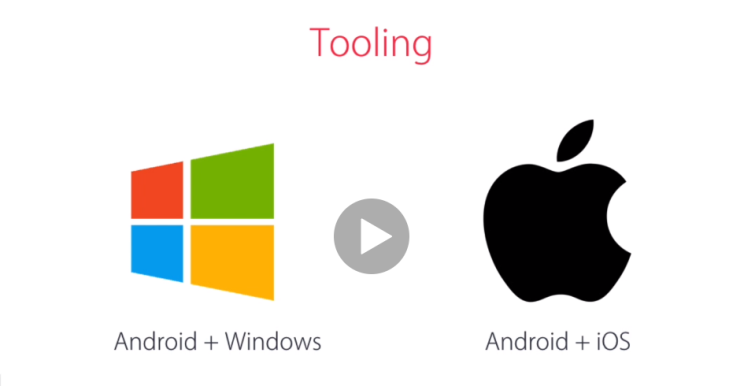 Tooling
Android + Windows
Android + iOS